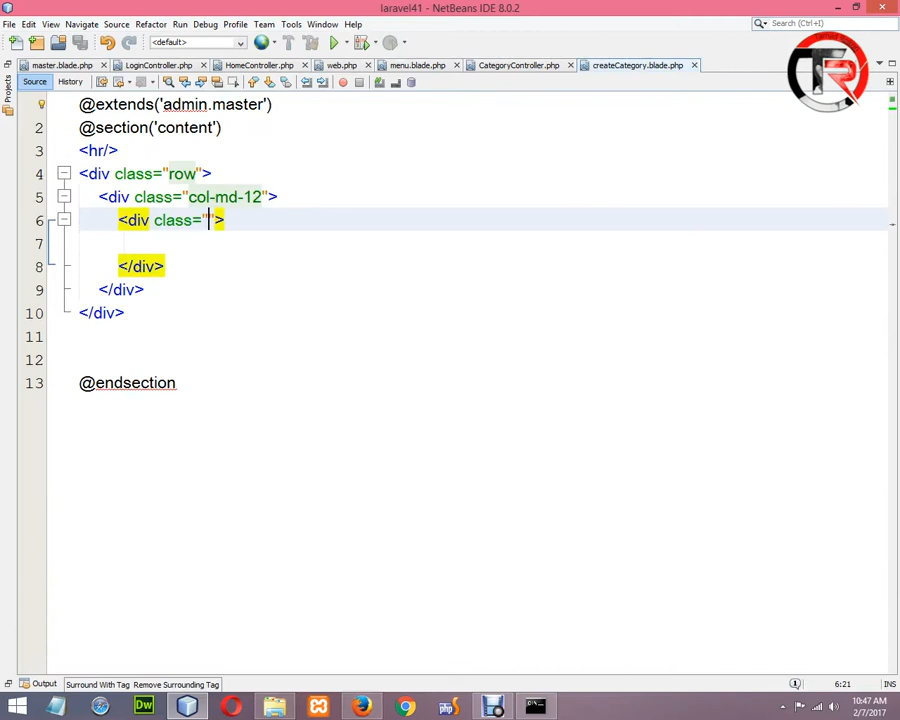 laravel41 - NetBeans IDE 8.0.2
File Edit View Navigate Source Refactor Run Debug Profile Team Tools Window Help
Search (Ctrl+I)
<default>
master.blade.php LoginController.php HomeController.php web.php menu.blade.php CategoryController.php createCategory.blade.php
Source History
Projects
@extends('admin.master')
2 @section('content')
3 <hr/>
4 <div class="row">
5 <div class="col-md-12">
6 <div class="">
7
8 </div>
9 </div>
10 </div>
11
12
13 @endsection
Output Surround With Tag Remove Surrounding Tag
6:21 INS
Dw
php
10:47 AM
2/7/2017